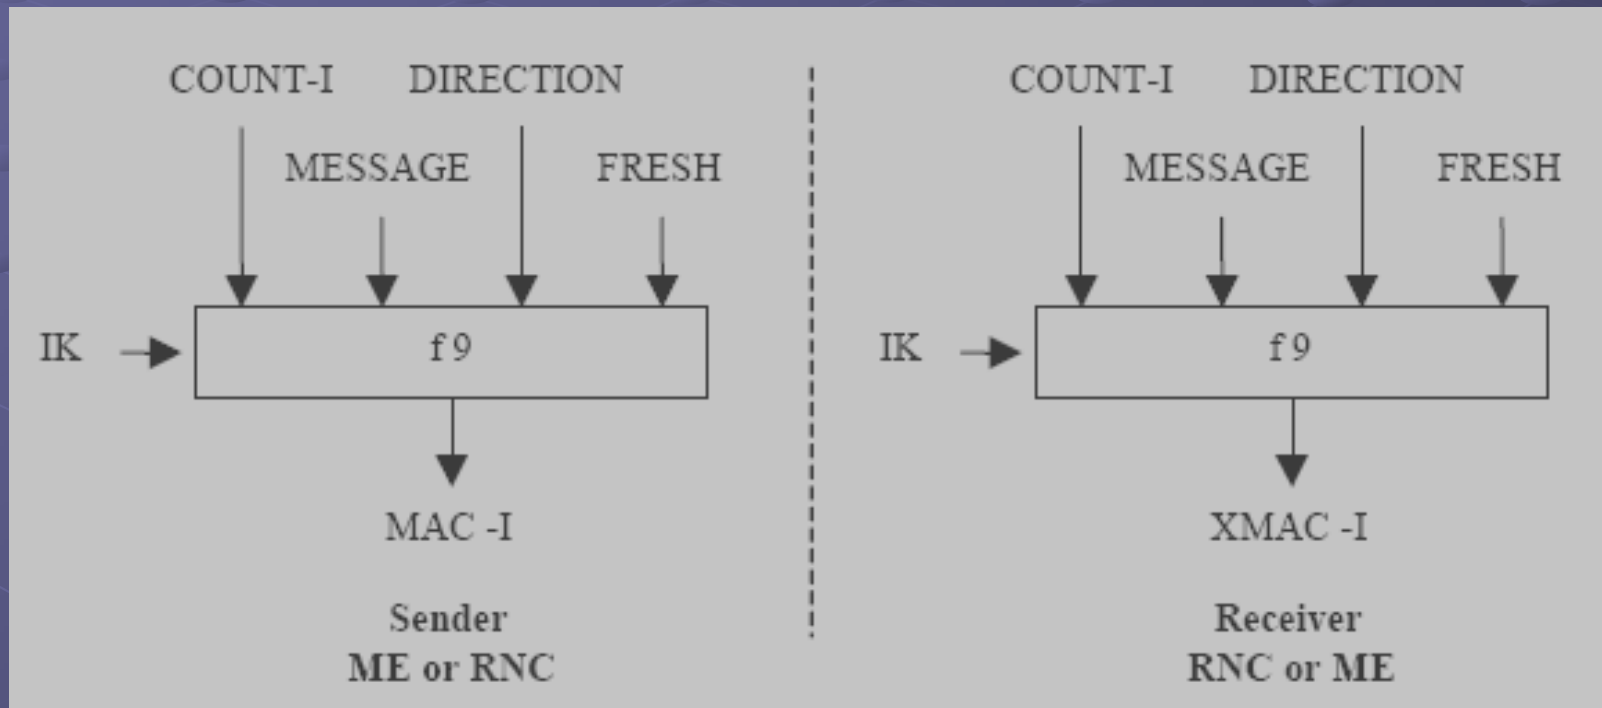 COUNT-I DIRECTION
MESSAGE FRESH
IK f 9
MAC -I
Sender
ME or RNC
COUNT-I DIRECTION
MESSAGE FRESH
IK f 9
XMAC -I
Receiver
RNC or ME